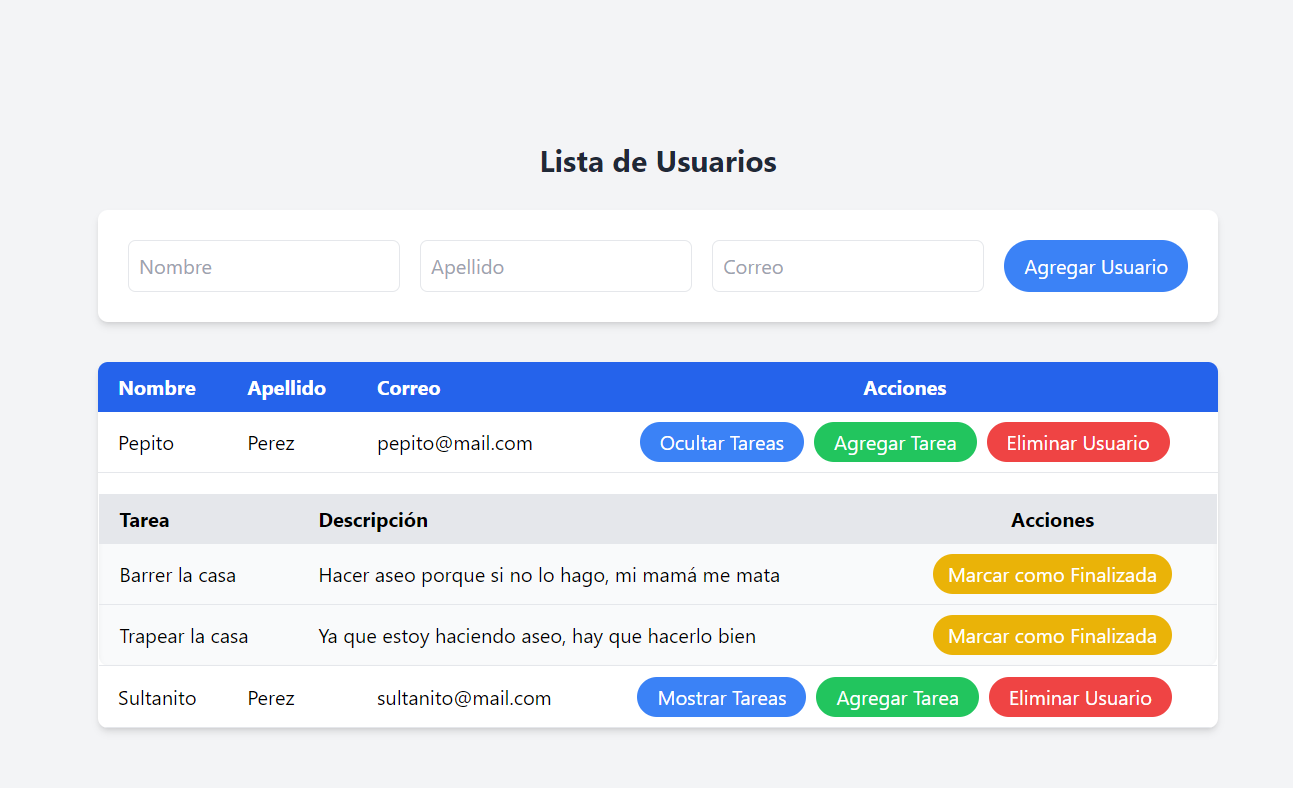 Lista de Usuarios
Nombre Apellido Correo Agregar Usuario
Nombre Apellido Correo Acciones
Pepito Perez pepito@mail.com Ocultar Tareas Agregar Tarea Eliminar Usuario
Tarea Descripción Acciones
Barrer la casa Hacer aseo porque si no lo hago, mi mamá me mata Marcar como Finalizada
Trapear la casa Ya que estoy haciendo aseo, hay que hacerlo bien Marcar como Finalizada
Sultanito Perez sultanito@mail.com Mostrar Tareas Agregar Tarea Eliminar Usuario